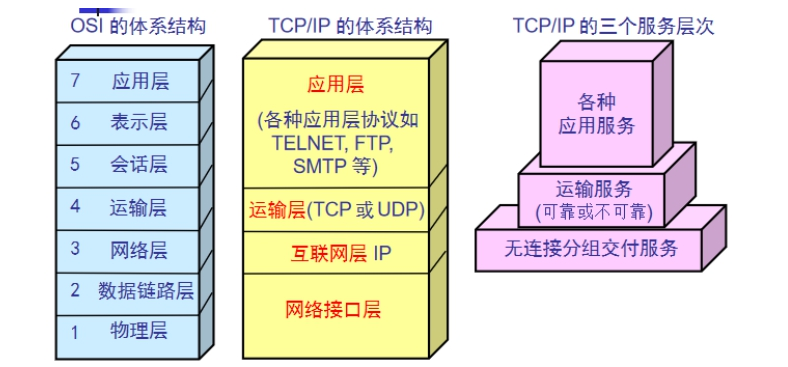 OSI 的体系结构
7 应用层
6 表示层
5 会话层
4 运输层
3 网络层
2 数据链路层
1 物理层
TCP/IP 的体系结构
应用层
(各种应用层协议如
TELNET, FTP,
SMTP 等)
运输层(TCP 或 UDP)
互联网层 IP
网络接口层
TCP/IP 的三个服务层次
各种
应用服务
运输服务
(可靠或不可靠)
无连接分组交付服务